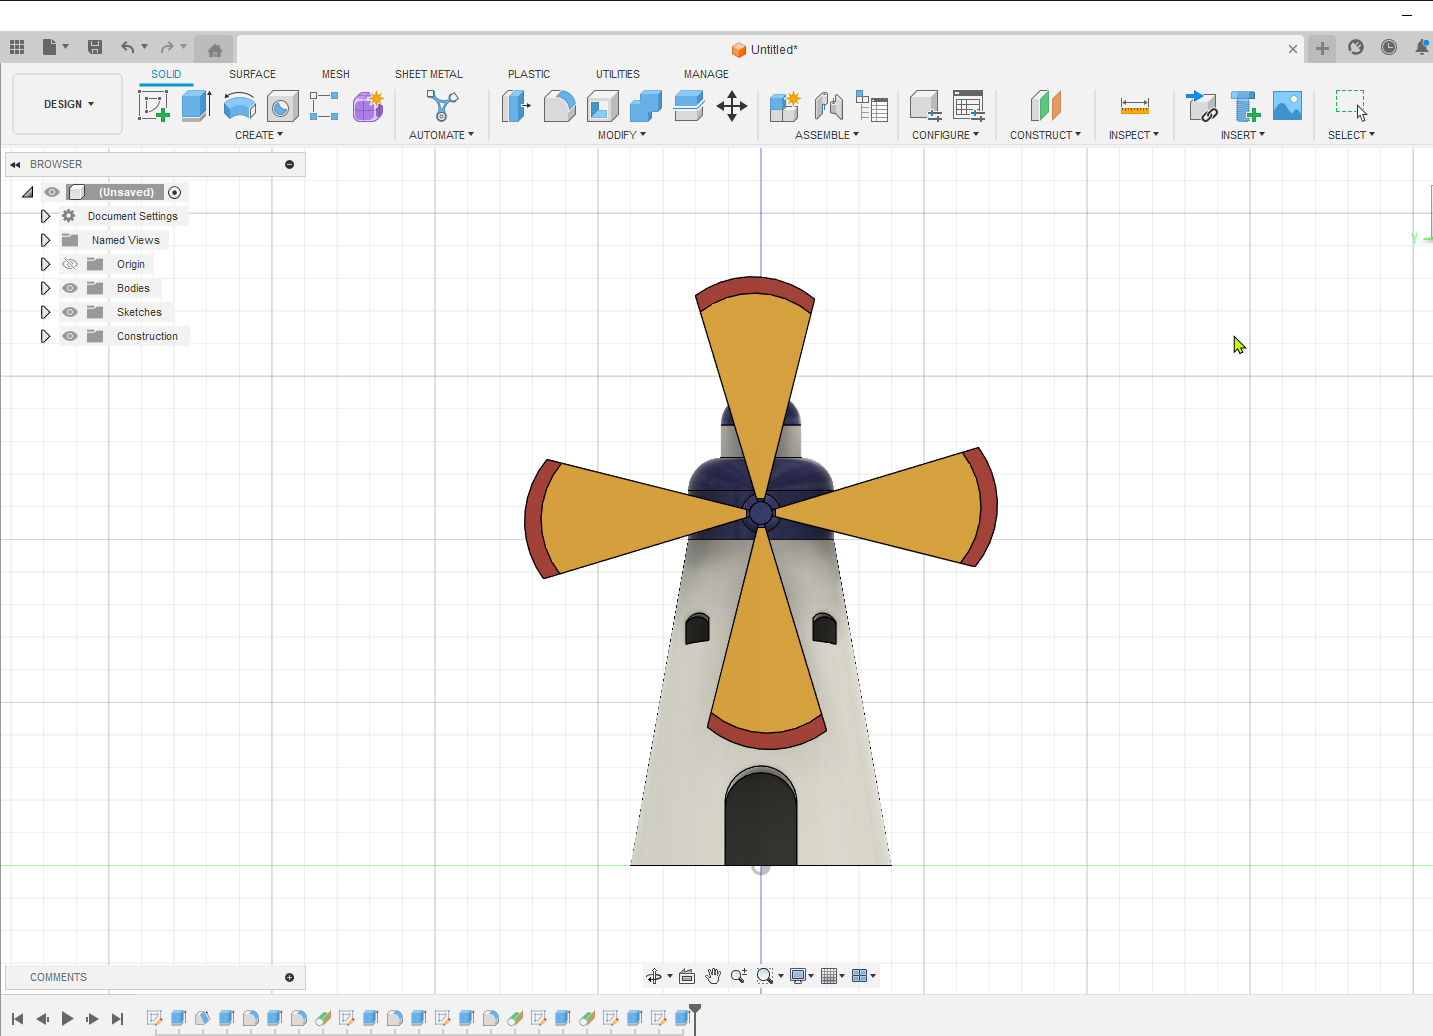 Untitled*
SOLID SURFACE MESH SHEET METAL PLASTIC UTILITIES MANAGE
DESIGN
CREATE AUTOMATE MODIFY ASSEMBLE CONFIGURE CONSTRUCT INSPECT INSERT SELECT
BROWSER
(Unsaved)
Document Settings
Named Views
Origin
Bodies
Sketches
Construction
Y
COMMENTS